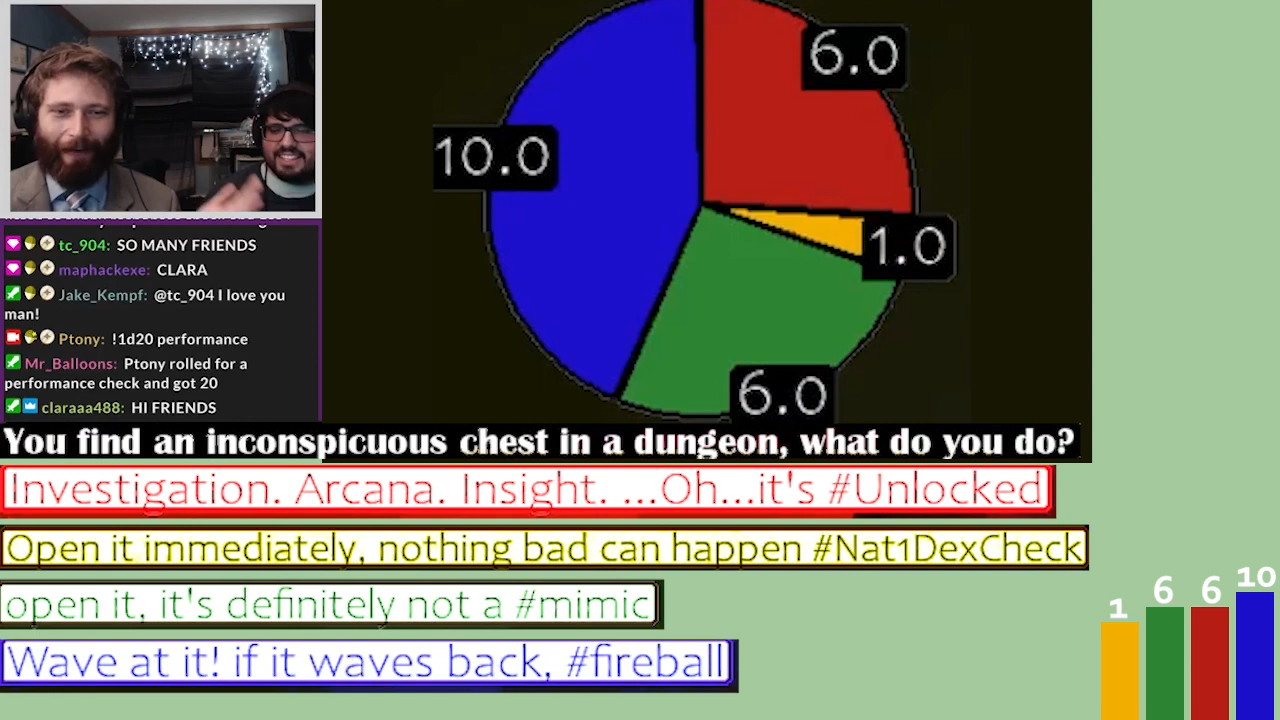 6.0
10.0
1.0
6.0
tc_904: SO MANY FRIENDS
maphackexe: CLARA
Jake_Kempf: @tc_904 I love you
man!
Ptony: !1d20 performance
Mr_Balloons: Ptony rolled for a
performance check and got 20
claraaa488: HI FRIENDS
You find an inconspicuous chest in a dungeon, what do you do?
Investigation. Arcana. Insight. ...Oh...it's #Unlocked
Open it immediately, nothing bad can happen #Nat1DexCheck
open it, it's definitely not a #mimic
Wave at it! if it waves back, #fireball
1 6 6 10